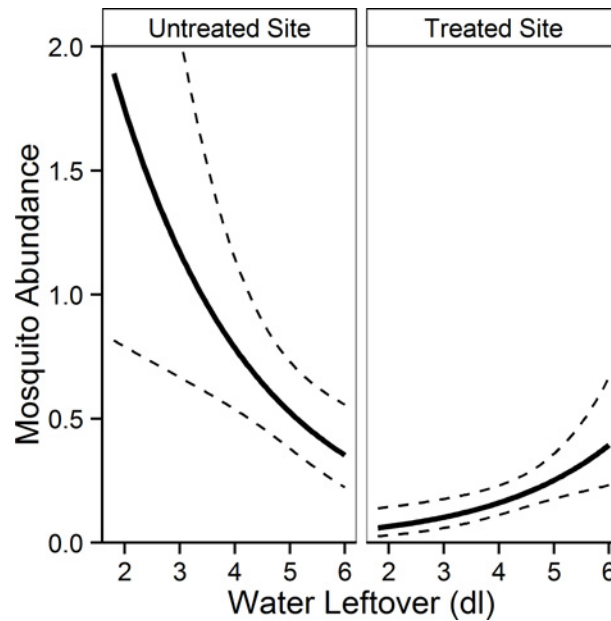 Untreated Site
Treated Site
Mosquito Abundance
2.0
1.5
1.0
0.5
0.0
2 3 4 5 6
2 3 4 5 6
Water Leftover (dl)